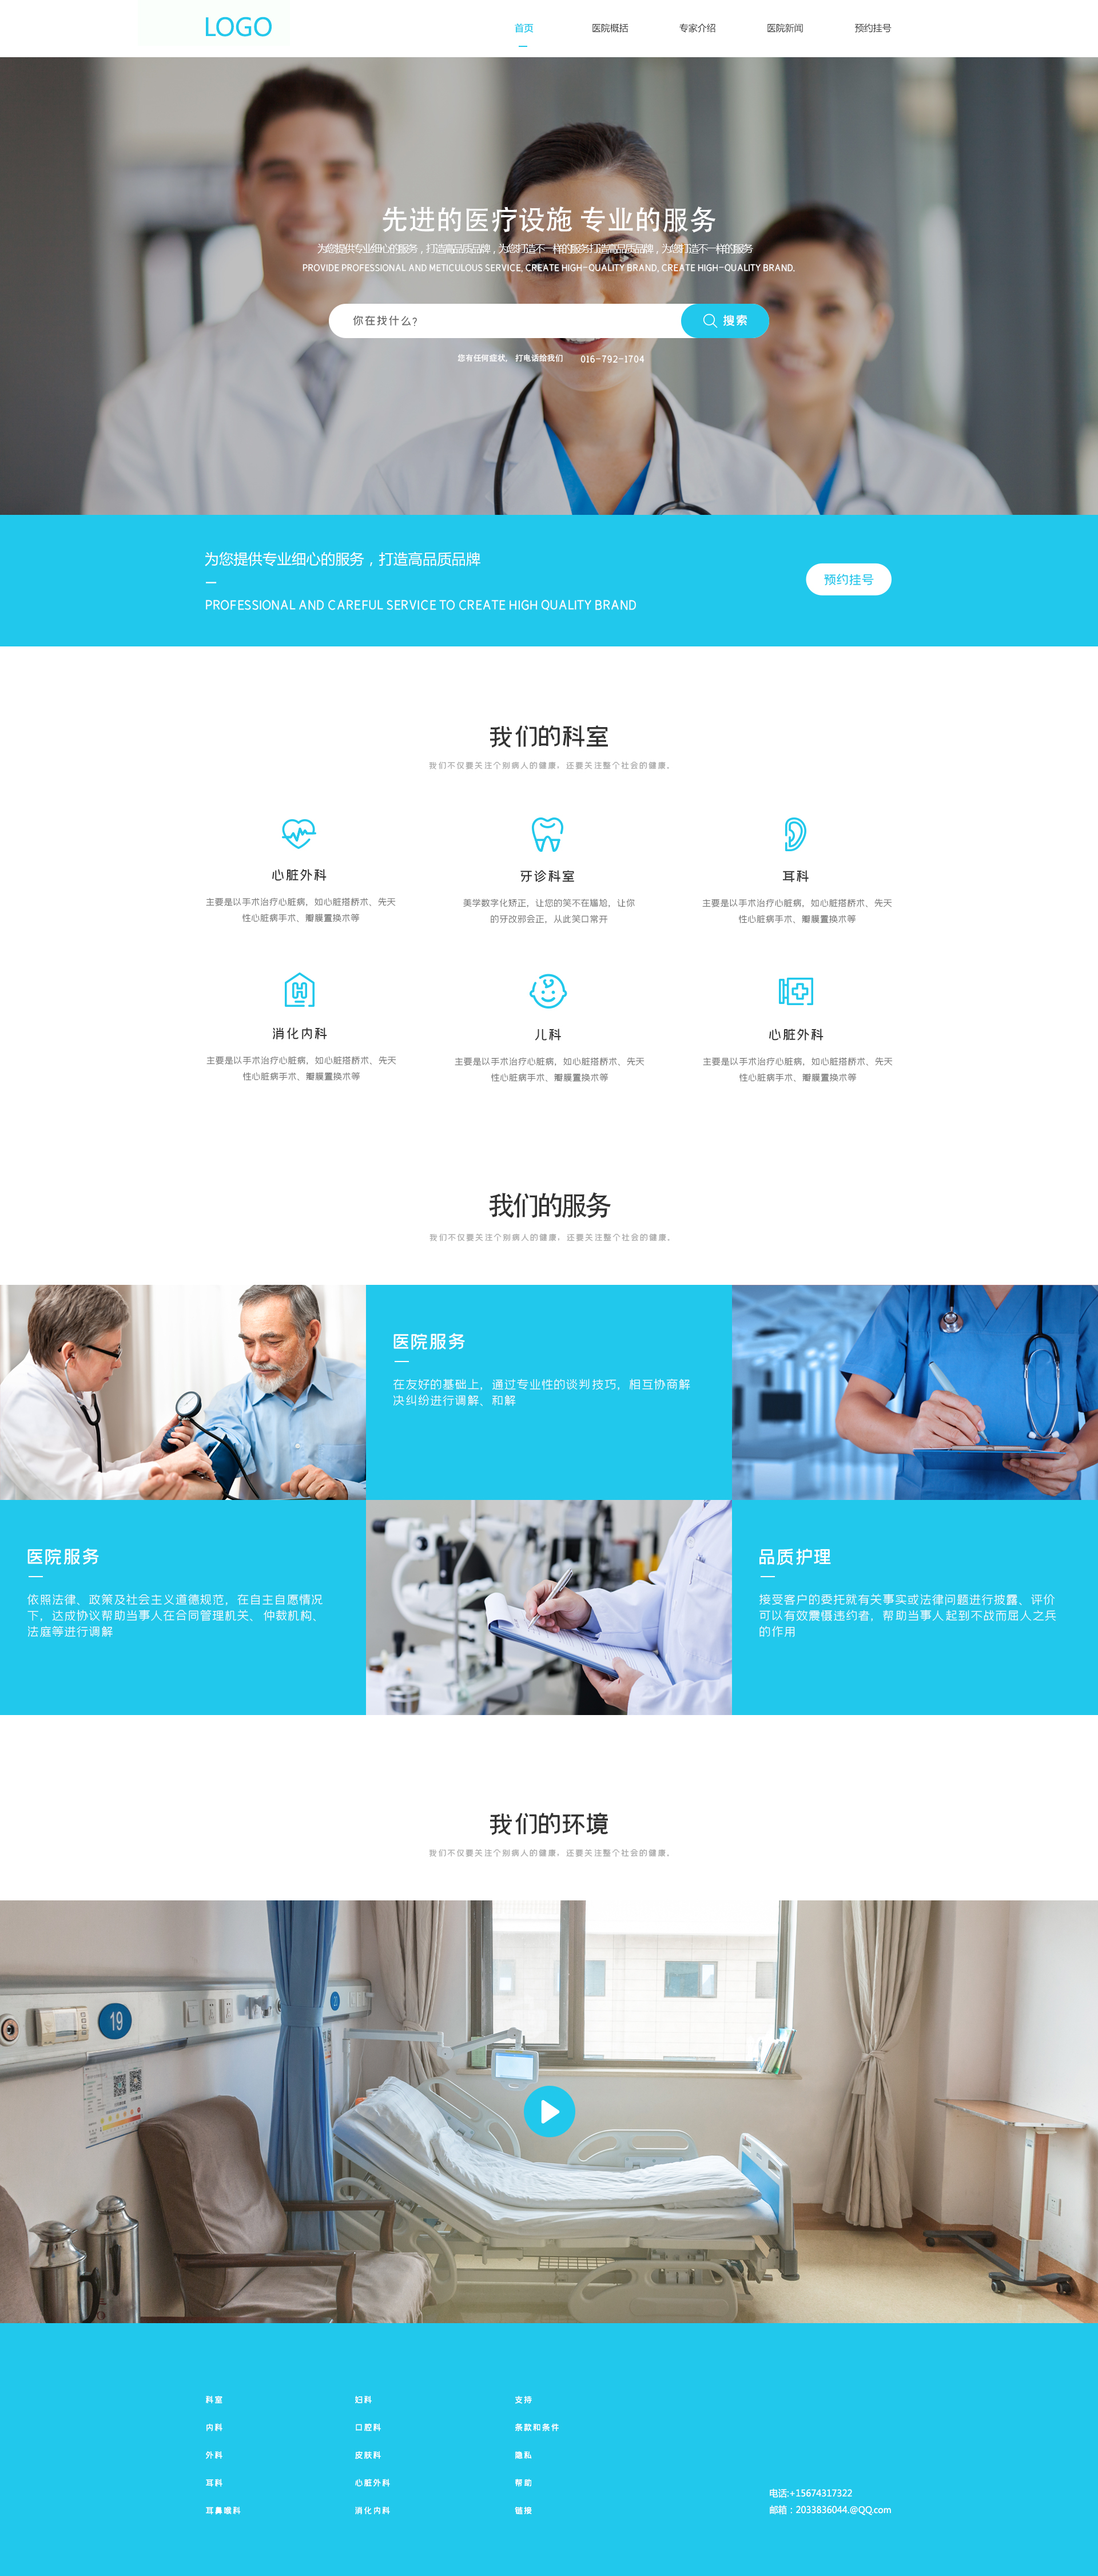 LOGO
首页 医院概括 专家介绍 医院新闻 预约挂号
先进的医疗设施 专业的服务
为您提供专业细心的服务，打造高品质品牌，为您打造不一样的服务打造高品质品牌，为您打造不一样的服务
PROVIDE PROFESSIONAL AND METICULOUS SERVICE, CREATE HIGH-QUALITY BRAND, CREATE HIGH-QUALITY BRAND,
你在找什么？ 搜索
您有任何症状， 打电话给我们 016-792-1704
为您提供专业细心的服务，打造高品质品牌
预约挂号
PROFESSIONAL AND CAREFUL SERVICE TO CREATE HIGH QUALITY BRAND
我们的科室
我们不仅要关注个别病人的健康，还要关注整个社会的健康。
心脏外科
主要是以手术治疗心脏病，如心脏搭桥术、先天
性心脏病手术、瓣膜置换术等
牙诊科室
美学数字化矫正，让您的笑不在尴尬，让你
的牙改邪会正，从此笑口常开
耳科
主要是以手术治疗心脏病，如心脏搭桥术、先天
性心脏病手术、瓣膜置换术等
消化内科
主要是以手术治疗心脏病，如心脏搭桥术、先天
性心脏病手术、瓣膜置换术等
儿科
主要是以手术治疗心脏病，如心脏搭桥术、先天
性心脏病手术、瓣膜置换术等
心脏外科
主要是以手术治疗心脏病，如心脏搭桥术、先天
性心脏病手术、瓣膜置换术等
我们的服务
我们不仅要关注个别病人的健康，还要关注整个社会的健康。
医院服务
在友好的基础上，通过专业性的谈判技巧，相互协商解
决纠纷进行调解、和解
医院服务
依照法律、政策及社会主义道德规范，在自主自愿情况
下，达成协议帮助当事人在合同管理机关、仲裁机构、
法庭等进行调解
品质护理
接受客户的委托就有关事实或法律问题进行披露、评价
可以有效震慑违约者，帮助当事人起到不战而屈人之兵
的作用
我们的环境
我们不仅要关注个别病人的健康，还要关注整个社会的健康。
19
科室 妇科 支持
内科 口腔科 条款和条件
外科 皮肤科 隐私
耳科 心脏外科 帮助
耳鼻喉科 消化内科 链接
电话:+15674317322
邮箱：2033836044.@QQ.com